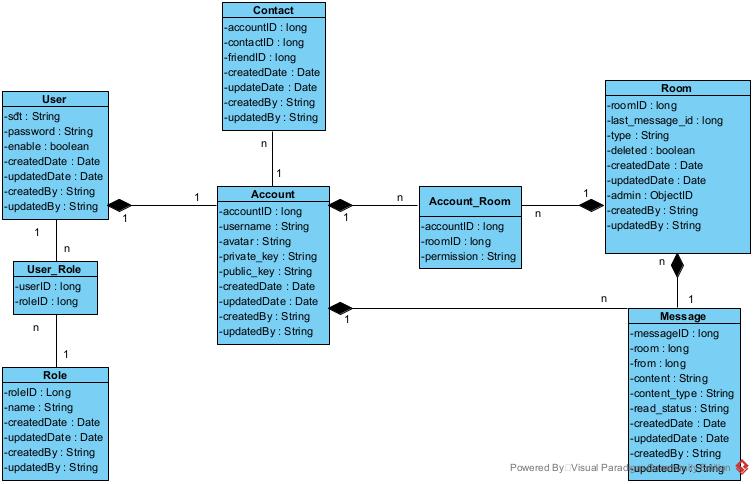 Contact
-accountID : long
-contactID : long
-friendID : long
-createdDate : Date
-updateDate : Date
-createdBy : String
-updatedBy : String
User
-sđt : String
-password : String
-enable : boolean
-createdDate : Date
-updatedDate : Date
-createdBy : String
-updatedBy : String
Room
-roomID : long
-last_message_id : long
-type : String
-deleted : boolean
-createdDate : Date
-updatedDate : Date
-admin : ObjectID
-createdBy : String
-updatedBy : String
n
1
Account
-accountID : long
-username : String
-avatar : String
-private_key : String
-public_key : String
-createdDate : Date
-updatedDate : Date
-createdBy : String
-updatedBy : String
Account_Room
-accountID : long
-roomID : long
-permission : String
1
1
1
n
n
1
1
n
User_Role
-userID : long
-roleID : long
n
1
Role
-roleID : Long
-name : String
-createdDate : Date
-updatedDate : Date
-createdBy : String
-updatedBy : String
n
1
1
n
Message
-messageID : long
-room : long
-from : long
-content : String
-content_type : String
-read_status : String
-createdDate : Date
-updatedDate : Date
-createdBy : String
-updatedBy : String
Powered By Visual Paradigm Community Edition